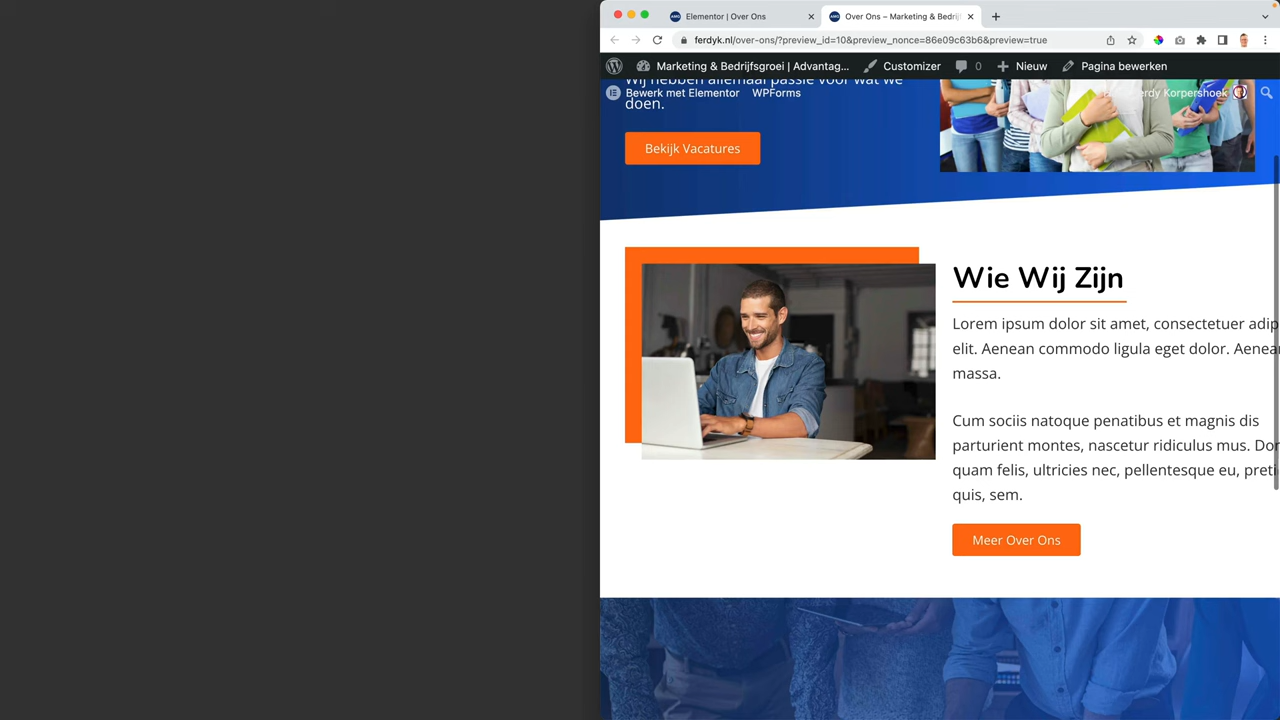 Elementor | Over Ons
Over Ons – Marketing & Bedrijf
ferdyk.nl/over-ons/?preview_id=10&preview_nonce=86e09c63b6&preview=true
Marketing & Bedrijfsgroei | Advantag...
Customizer
0
Nieuw
Pagina bewerken
Wij hebben allemaal passie voor wat we
Bewerk met Elementor
WPForms
Korpershoek
doen.
Bekijk Vacatures
Wie Wij Zijn
Lorem ipsum dolor sit amet, consectetuer adip
elit. Aenean commodo ligula eget dolor. Aenea
massa.
Cum sociis natoque penatibus et magnis dis
parturient montes, nascetur ridiculus mus. Don
quam felis, ultricies nec, pellentesque eu, preti
quis, sem.
Meer Over Ons